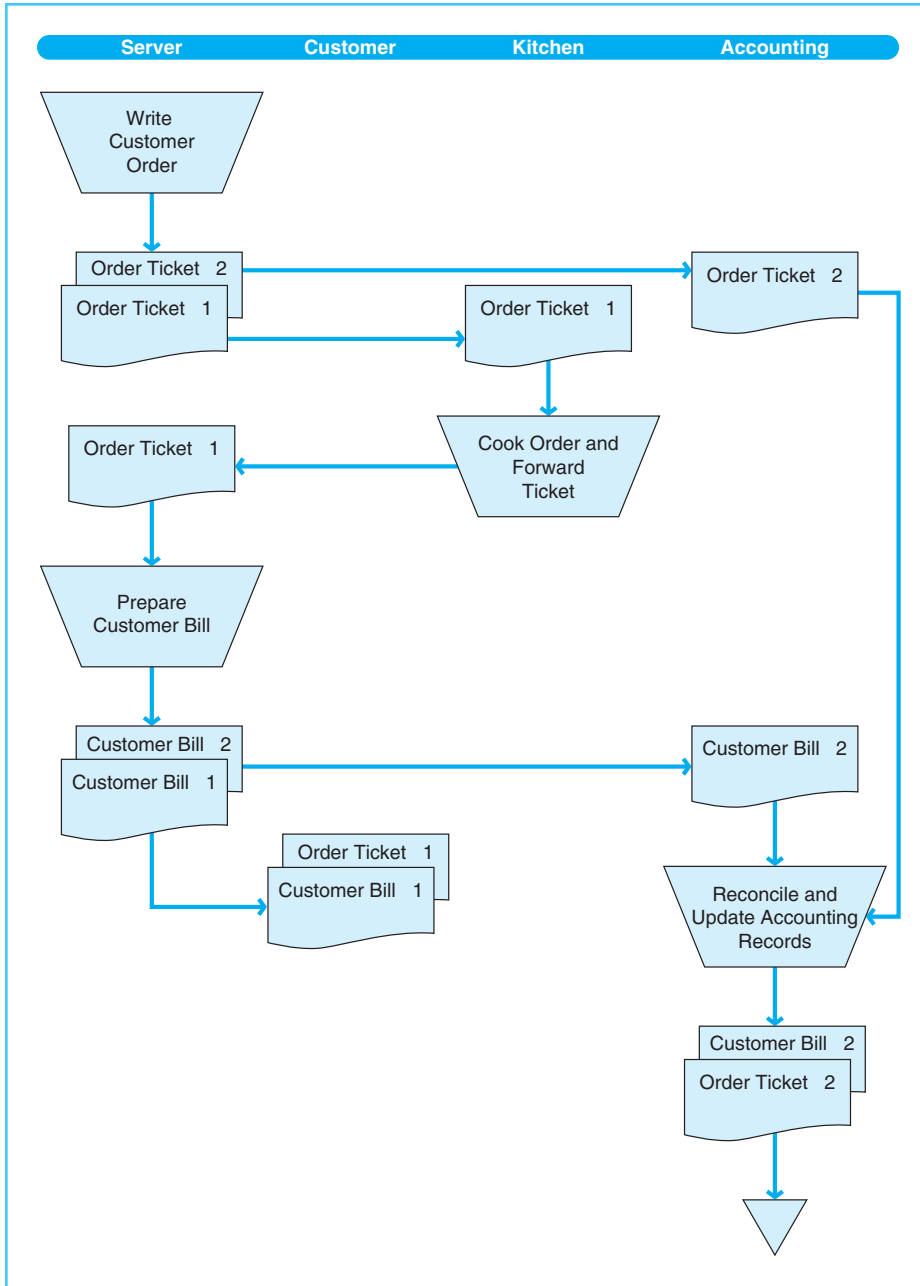 Server Customer Kitchen Accounting
Write
Customer
Order
Order Ticket 2
Order Ticket 1
Order Ticket 1
Order Ticket 2
Order Ticket 1
Cook Order and
Forward
Ticket
Prepare
Customer Bill
Customer Bill 2
Customer Bill 1
Customer Bill 2
Order Ticket 1
Customer Bill 1
Reconcile and
Update Accounting
Records
Customer Bill 2
Order Ticket 2